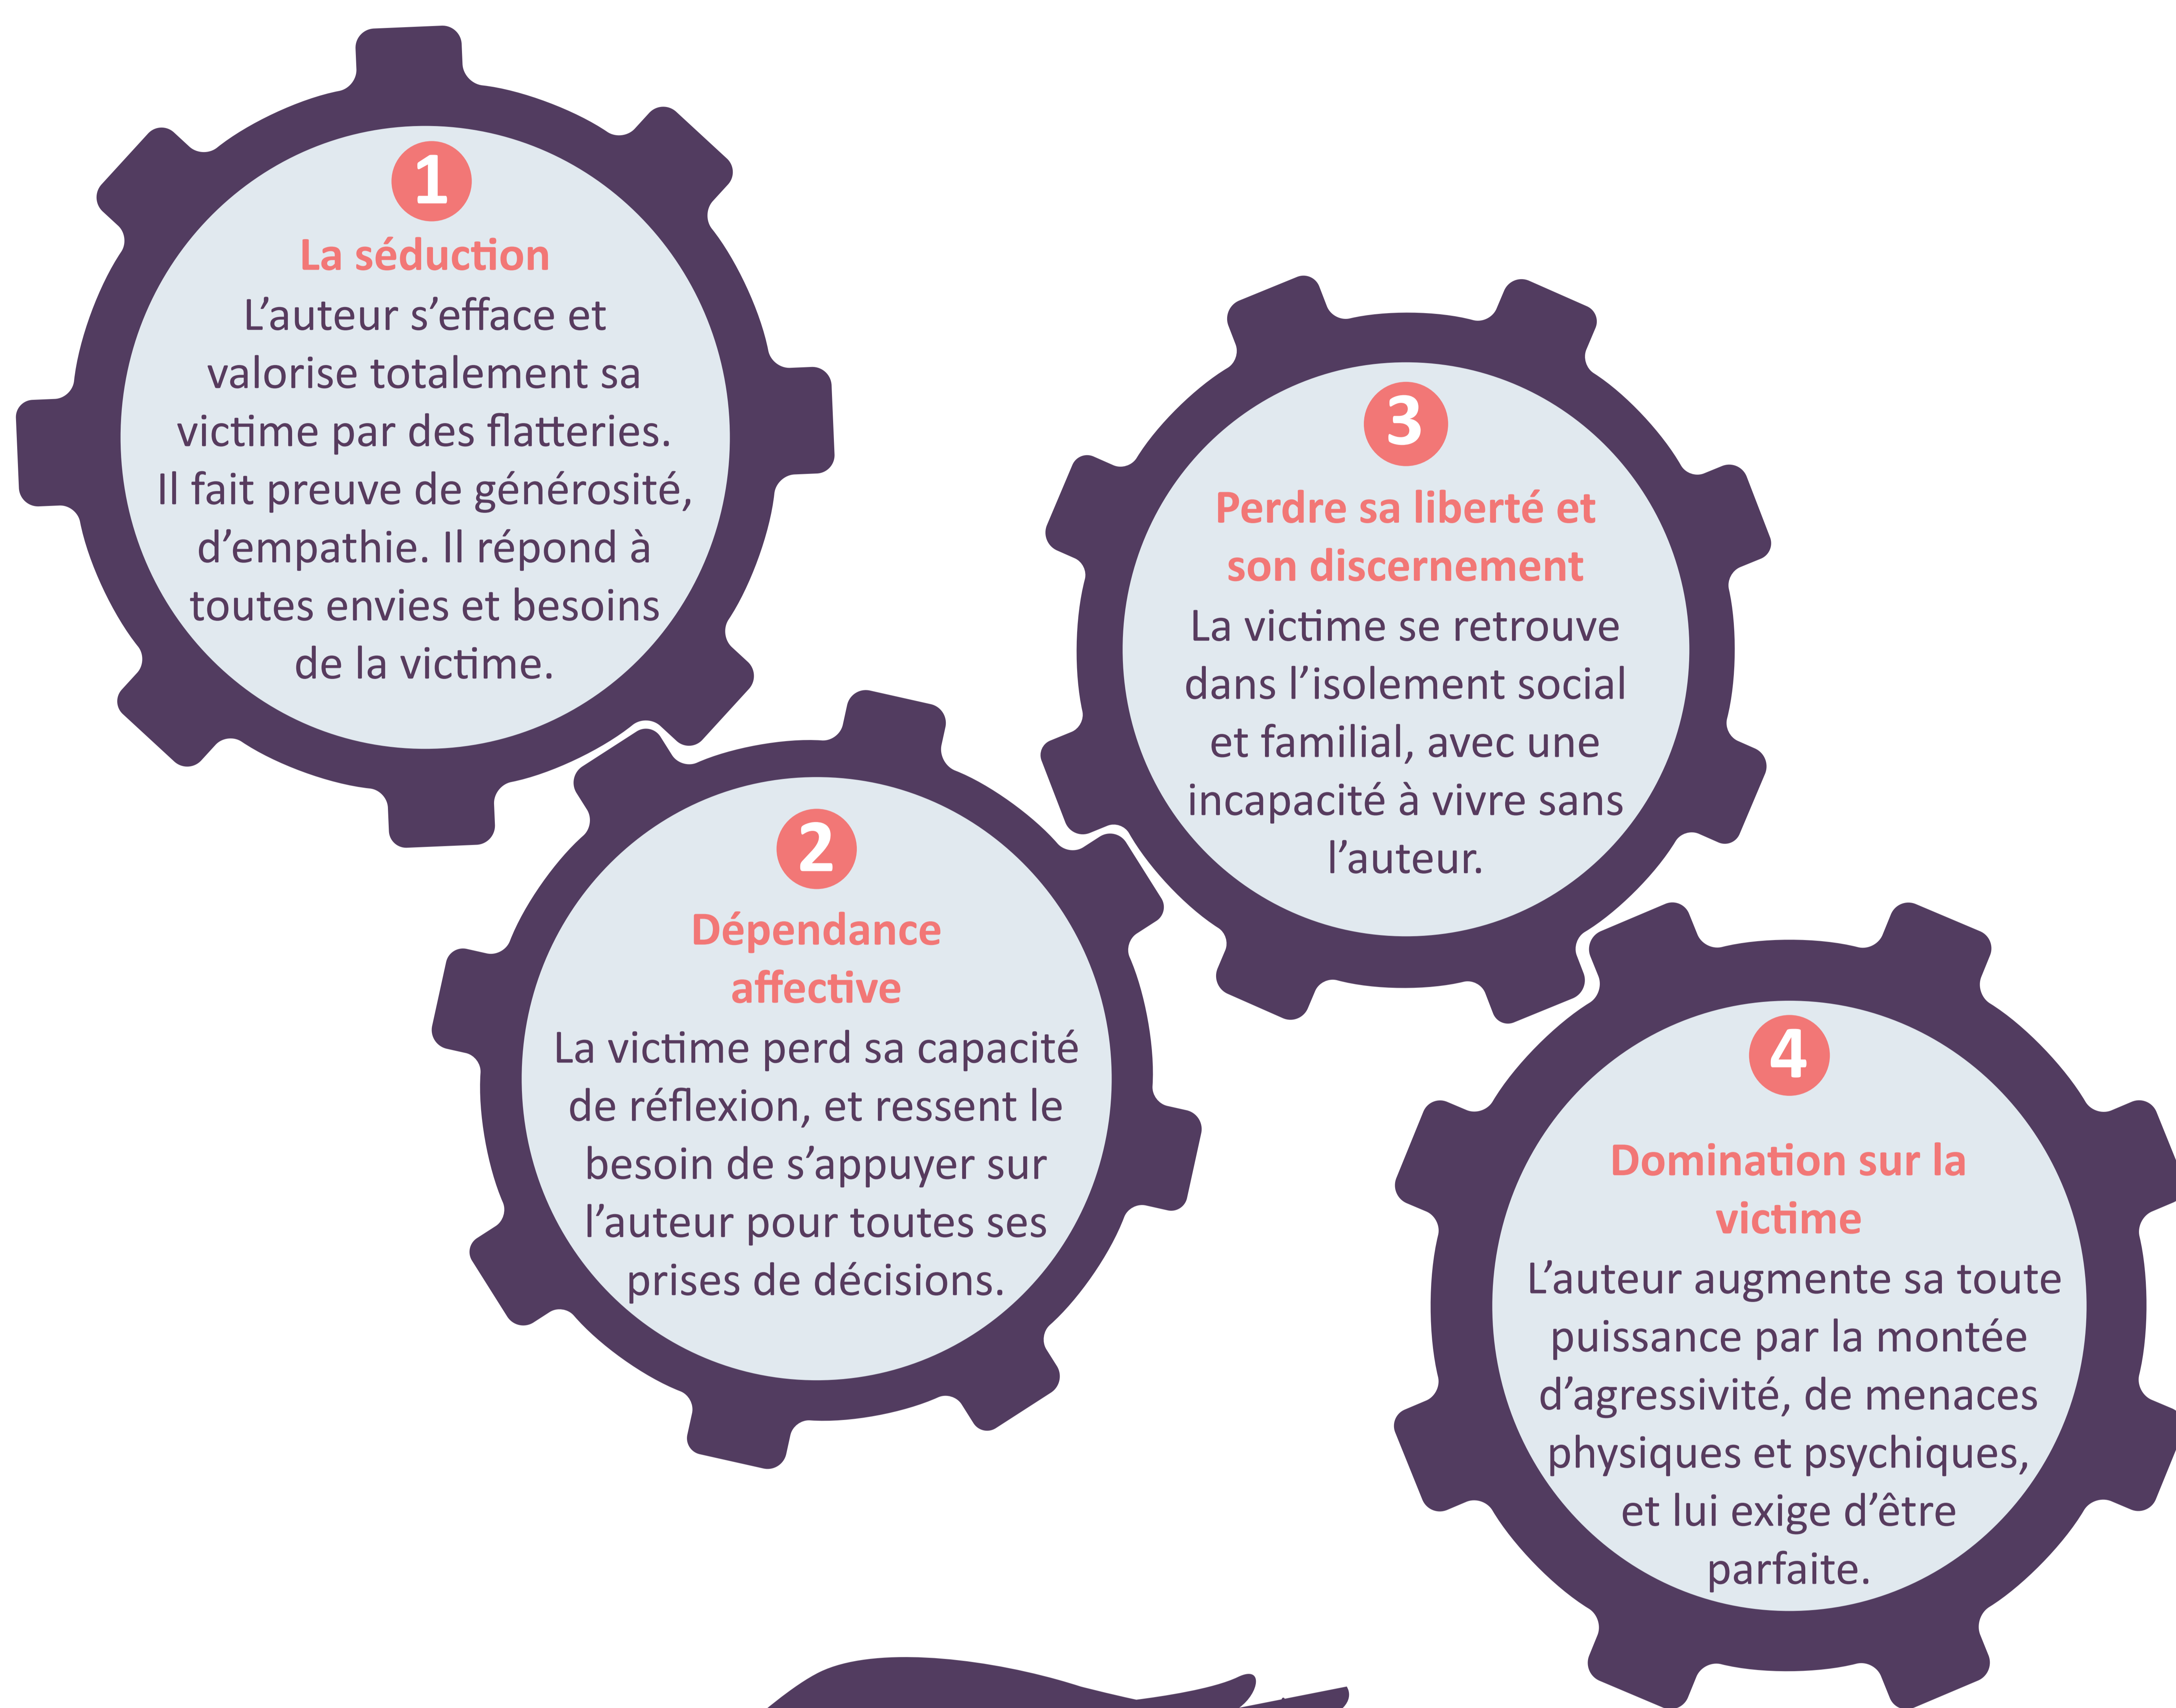 1
La séduction
L’auteur s’efface et
valorise totalement sa
victime par des flatteries.
Il fait preuve de générosité,
d’empathie. Il répond à
toutes envies et besoins
de la victime.
2
Dépendance
affective
La victime perd sa capacité
de réflexion, et ressent le
besoin de s’appuyer sur
l’auteur pour toutes ses
prises de décisions.
3
Perdre sa liberté et
son discernement
La victime se retrouve
dans l’isolement social
et familial, avec une
incapacité à vivre sans
l’auteur.
4
Domination sur la
victime
L’auteur augmente sa toute
puissance par la montée
d’agressivité, de menaces
physiques et psychiques,
et lui exige d’être
parfaite.